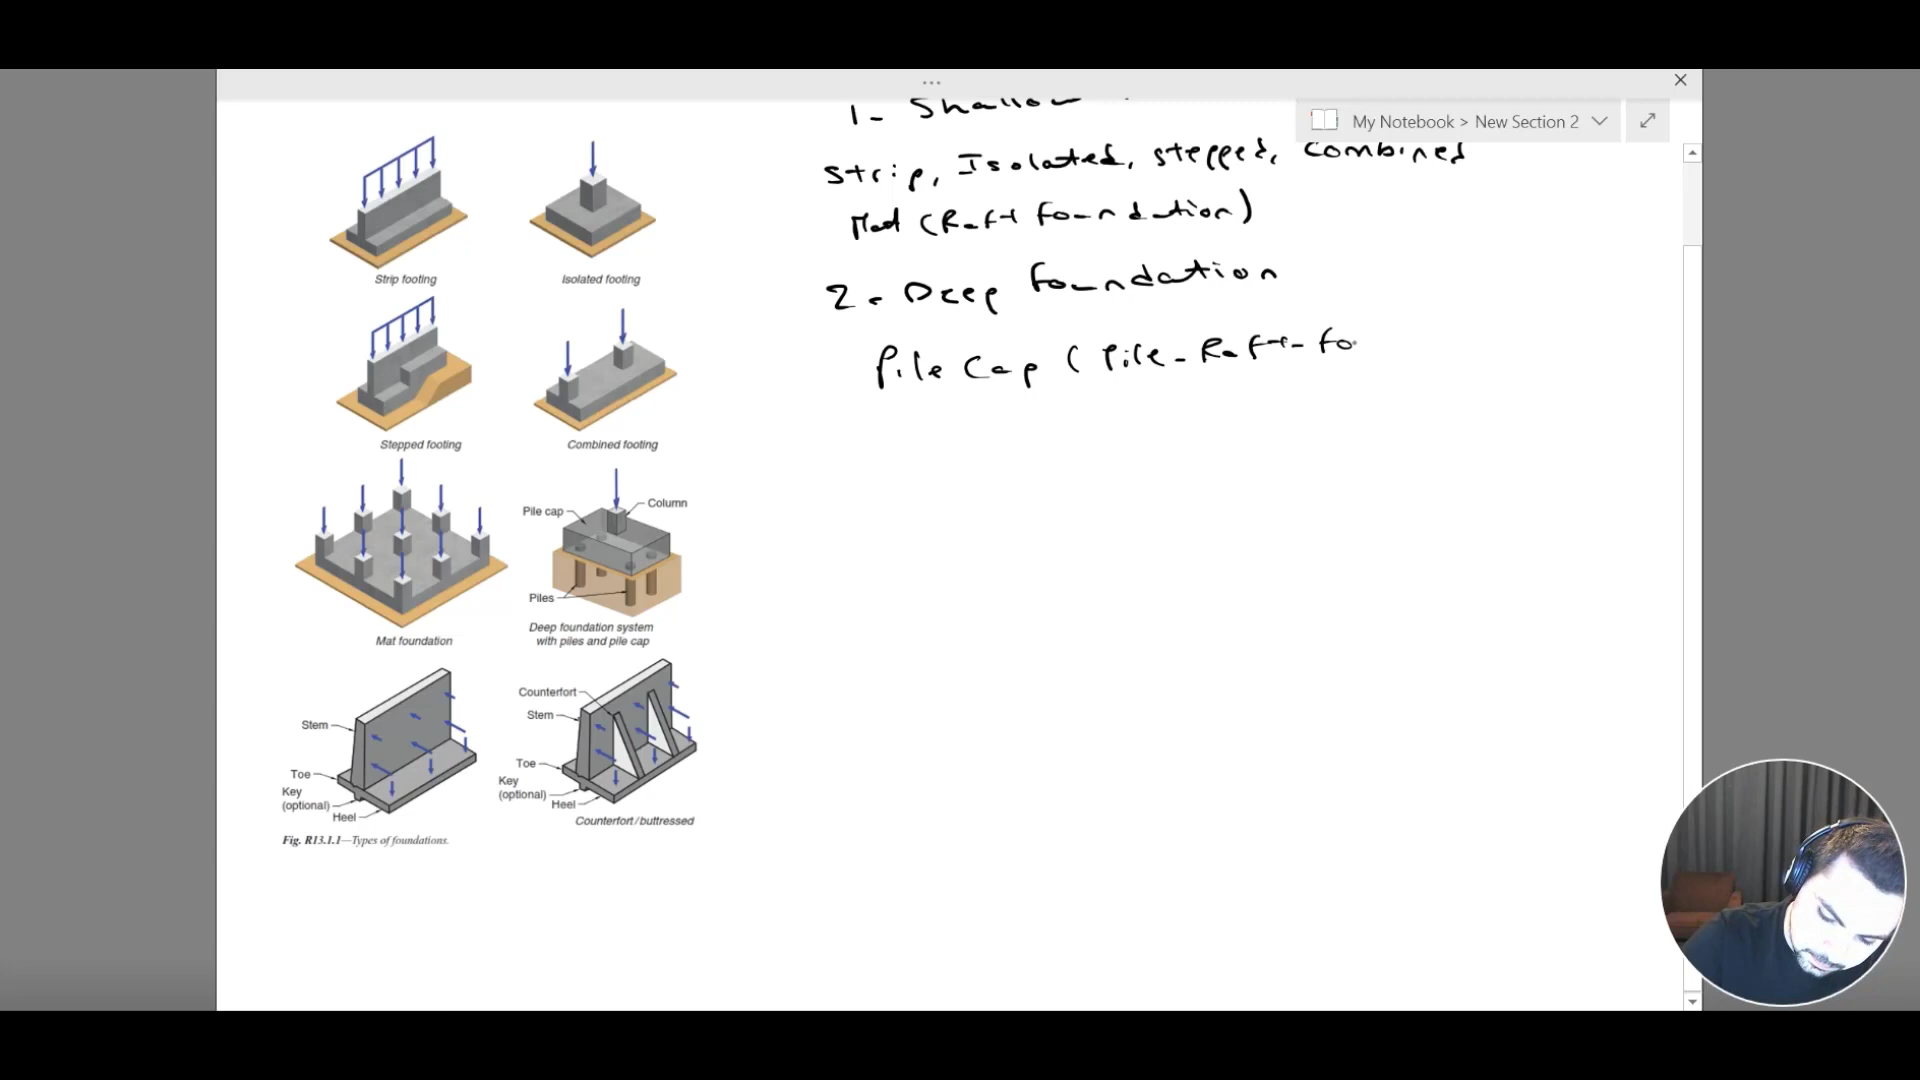 ...
My Notebook > New Section 2
1- Shallow
Strip, Isolated, stepped, combined
Mat (Raft foundation)
2- Deep foundation
Pile Cap (Pile-Raft-fo
Strip footing
Isolated footing
Stepped footing
Combined footing
Mat foundation
Pile cap
Column
Piles
Deep foundation system
with piles and pile cap
Stem
Toe
Key
(optional)
Heel
Counterfort
Stem
Toe
Key
(optional)
Heel
Counterfort/buttressed
Fig. R13.1.1—Types of foundations.